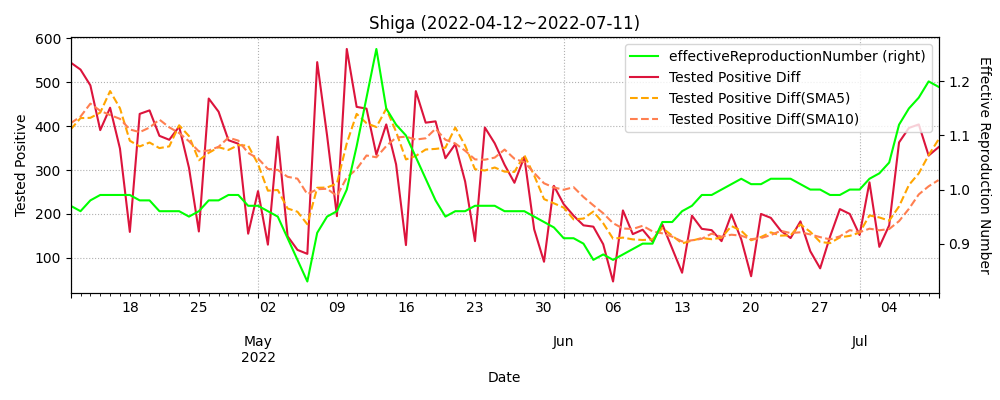 Shiga (2022-04-12~2022-07-11)
effectiveReproductionNumber (right)
Tested Positive Diff
Tested Positive Diff(SMA5)
Tested Positive Diff(SMA10)
Tested Positive
600
500
400
300
200
100
Effective Reproduction Number
1.2
1.1
1.0
0.9
18 25 02 09 16 23 30 06 13 20 27 04
May Jun Jul
2022
Date